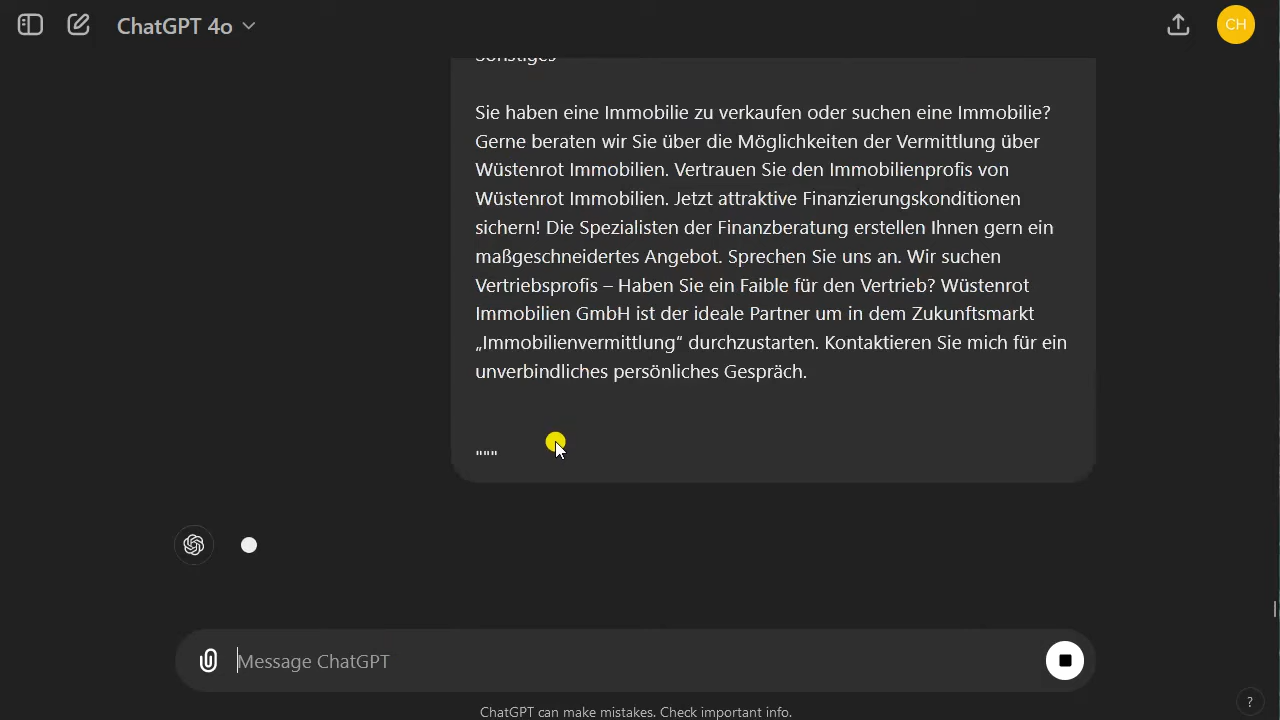 ChatGPT 4o
CH
Sonstiges
Sie haben eine Immobilie zu verkaufen oder suchen eine Immobilie?
Gerne beraten wir Sie über die Möglichkeiten der Vermittlung über
Wüstenrot Immobilien. Vertrauen Sie den Immobilienprofis von
Wüstenrot Immobilien. Jetzt attraktive Finanzierungskonditionen
sichern! Die Spezialisten der Finanzberatung erstellen Ihnen gern ein
maßgeschneidertes Angebot. Sprechen Sie uns an. Wir suchen
Vertriebsprofis – Haben Sie ein Faible für den Vertrieb? Wüstenrot
Immobilien GmbH ist der ideale Partner um in dem Zukunftsmarkt
„Immobilienvermittlung“ durchzustarten. Kontaktieren Sie mich für ein
unverbindliches persönliches Gespräch.
"""
Message ChatGPT
ChatGPT can make mistakes. Check important info.
?